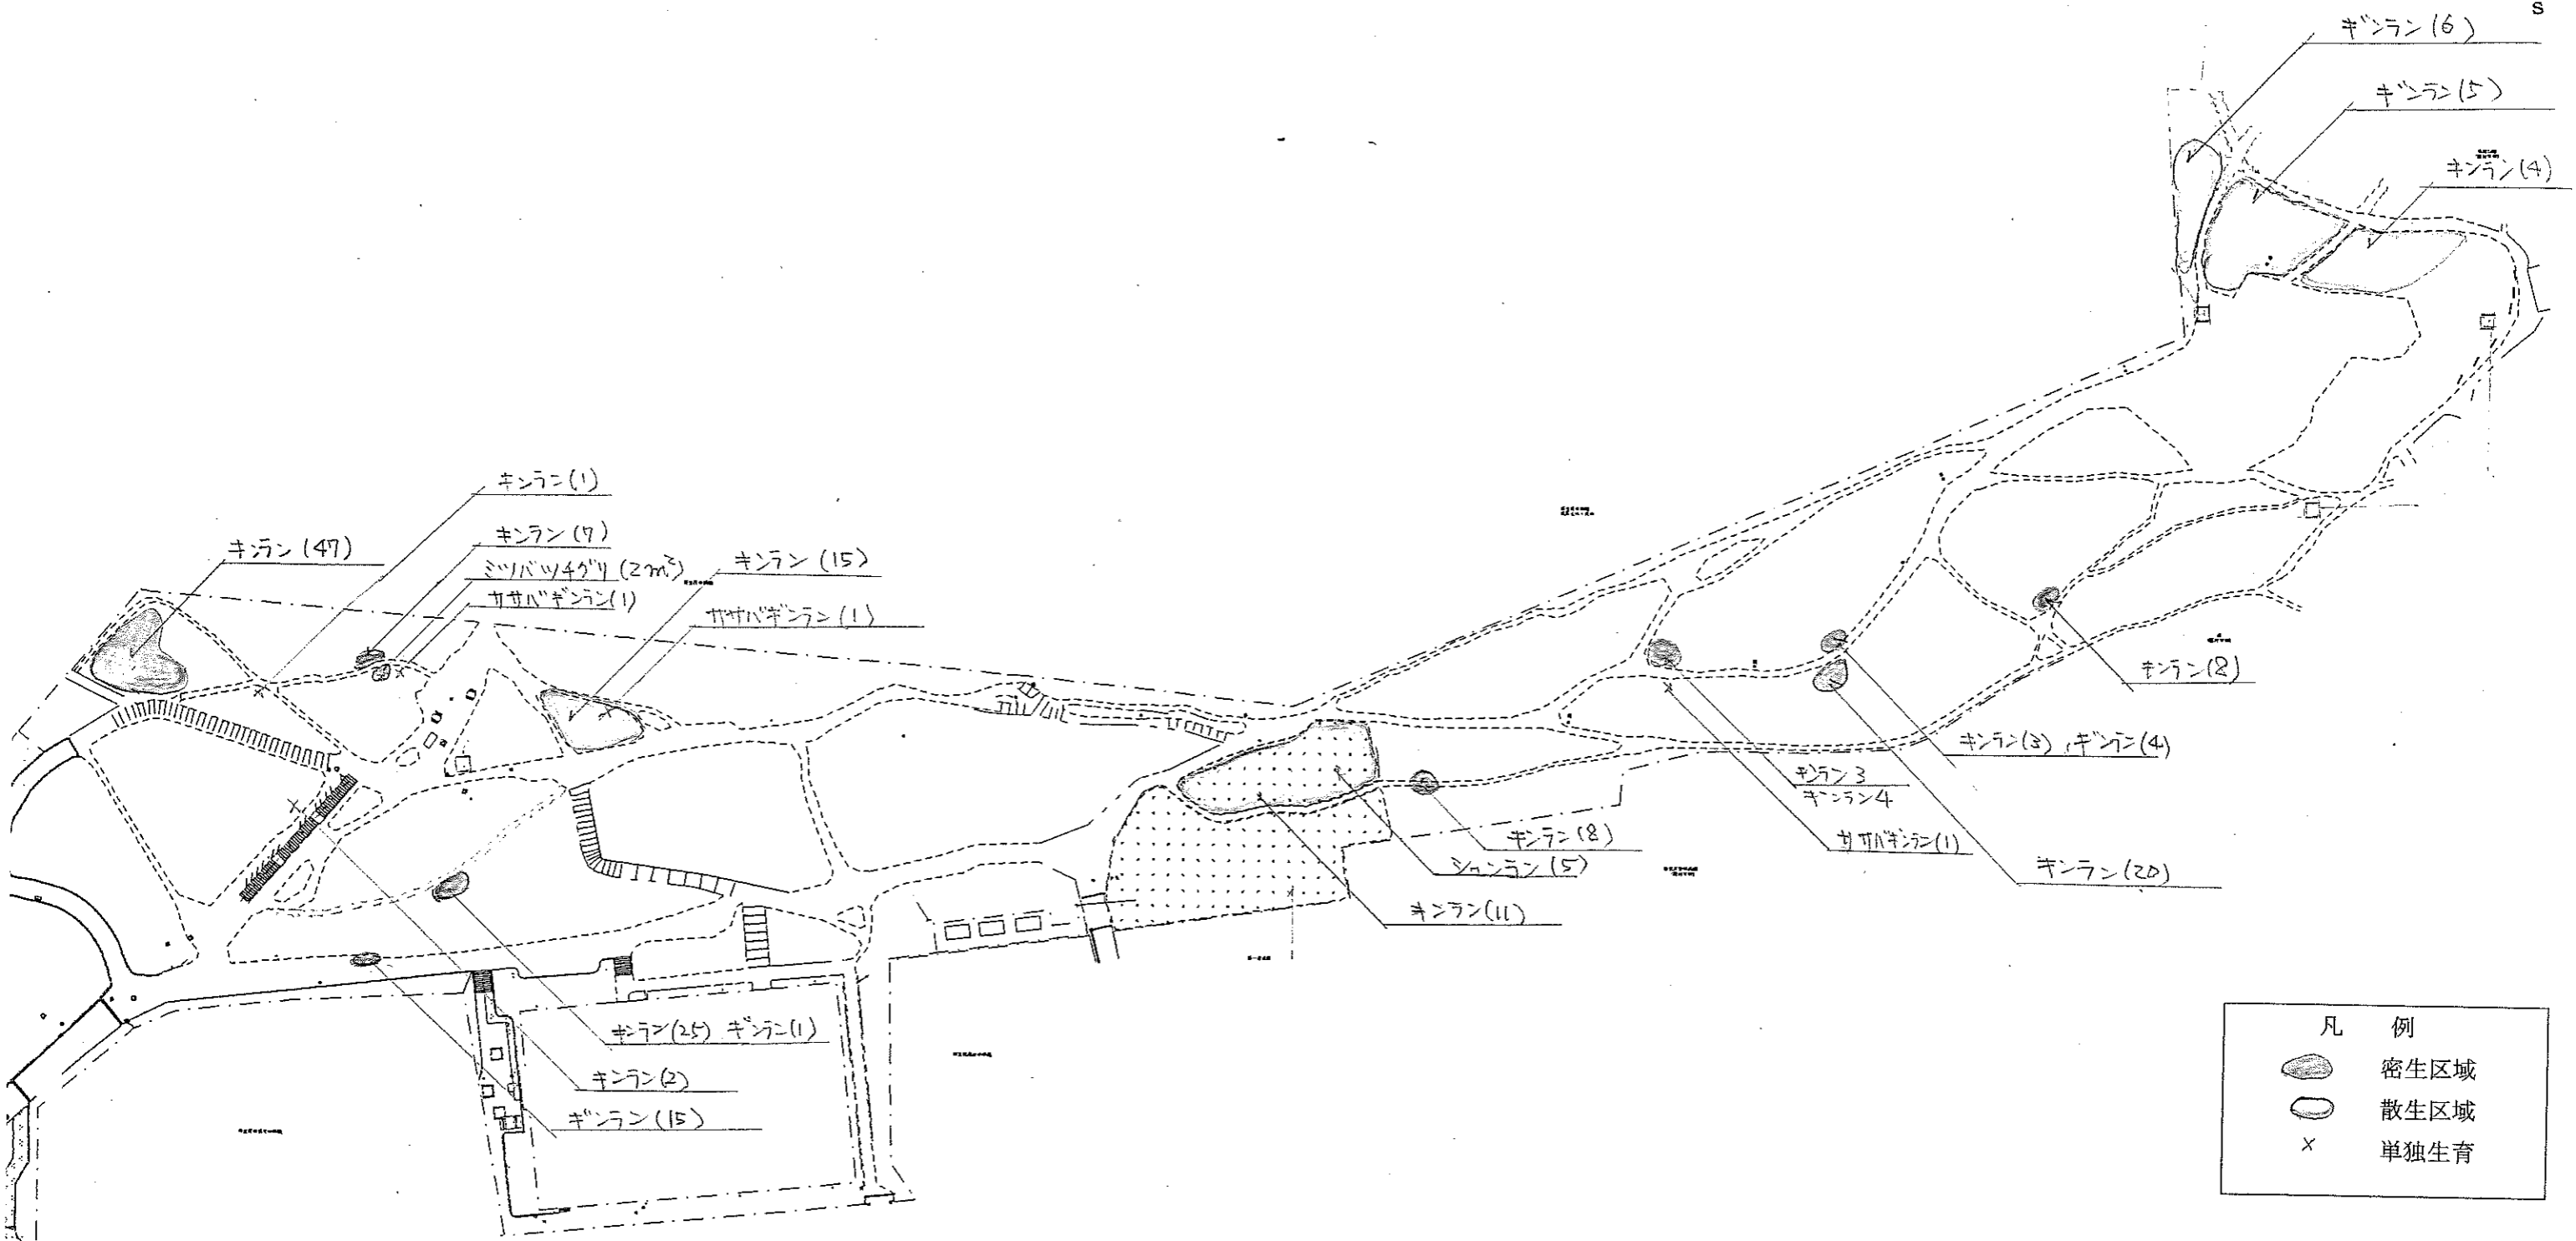 S
ギンラン(6)
ギンラン(5)
キンラン(4)
キンラン(1)
キンラン(7)
ミツバツチグリ(2m²)
ササバギンラン(1)
キンラン(47)
キンラン(15)
ササバギンラン(1)
キンラン(8)
キンラン(3),ギンラン(4)
キンラン3
キンラン4
ササバギンラン(1)
キンラン(20)
キンラン(8)
シュンラン(5)
キンラン(11)
キンラン(25) ギンラン(1)
キンラン(2)
ギンラン(15)
凡 例
密生区域
散生区域
× 単独生育